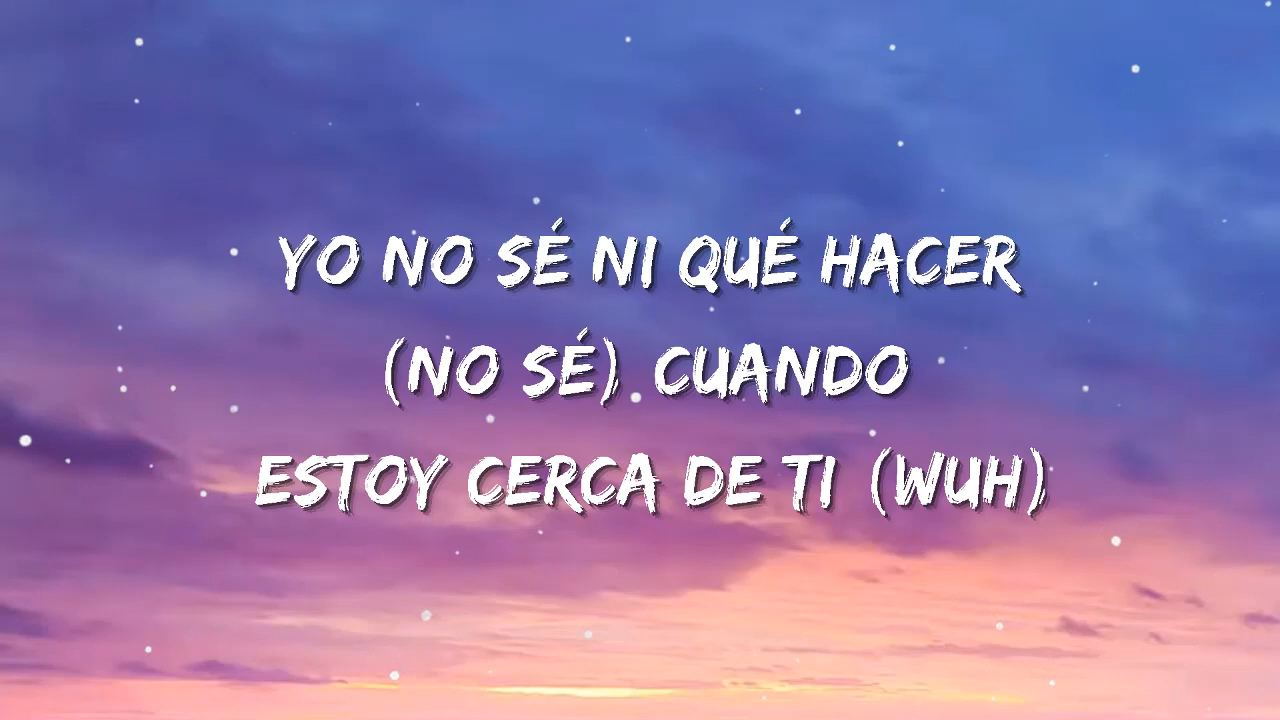 YO NO SÉ NI QUÉ HACER
(NO SÉ) CUANDO
ESTOY CERCA DE TI (WUH)